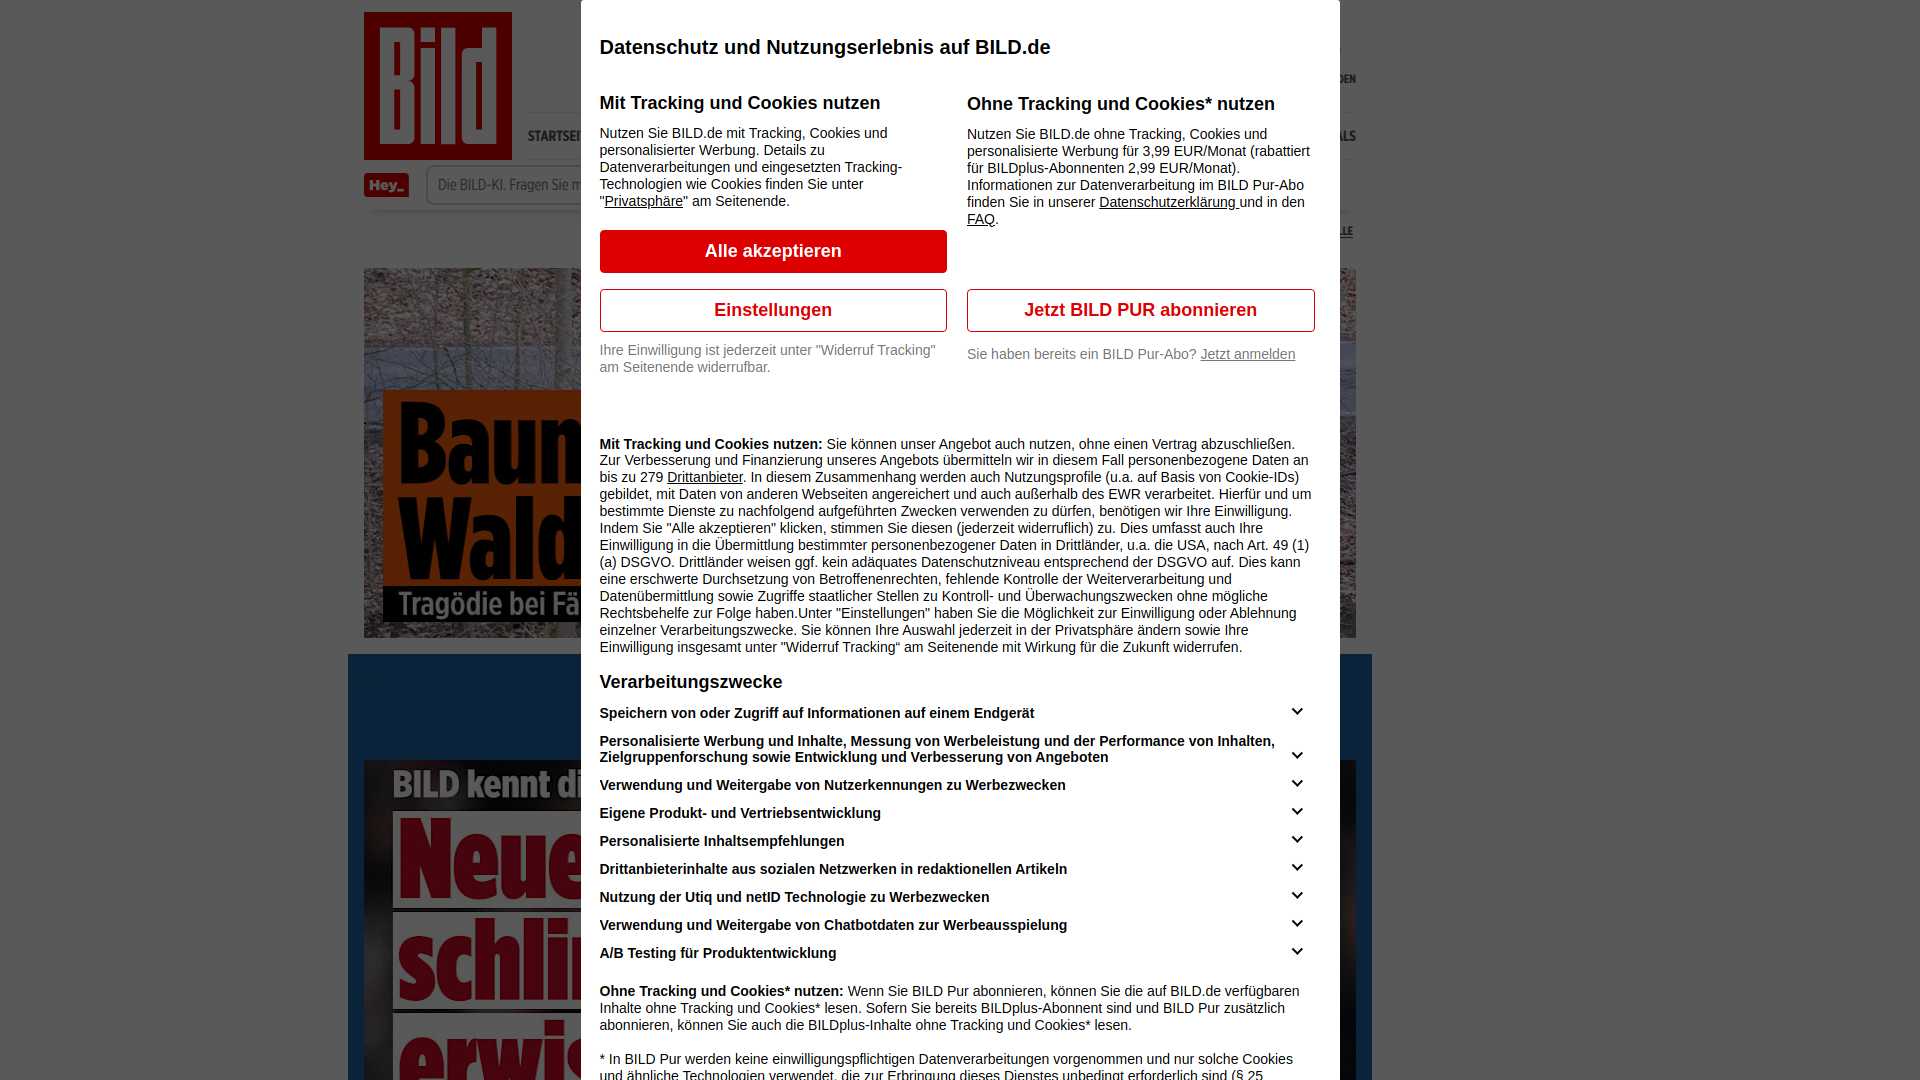 Bild
Datenschutz und Nutzungserlebnis auf BILD.de
Mit Tracking und Cookies nutzen
Nutzen Sie BILD.de mit Tracking, Cookies und
personalisierter Werbung. Details zu
Datenverarbeitungen und eingesetzten Tracking-
Technologien wie Cookies finden Sie unter
"Privatsphäre" am Seitenende.
Alle akzeptieren
Einstellungen
Ihre Einwilligung ist jederzeit unter "Widerruf Tracking"
am Seitenende widerrufbar.
Ohne Tracking und Cookies* nutzen
Nutzen Sie BILD.de ohne Tracking, Cookies und
personalisierte Werbung für 3,99 EUR/Monat (rabattiert
für BILDplus-Abonnenten 2,99 EUR/Monat).
Informationen zur Datenverarbeitung im BILD Pur-Abo
finden Sie in unserer Datenschutzerklärung und in den
FAQ.
Jetzt BILD PUR abonnieren
Sie haben bereits ein BILD Pur-Abo? Jetzt anmelden
Mit Tracking und Cookies nutzen: Sie können unser Angebot auch nutzen, ohne einen Vertrag abzuschließen.
Zur Verbesserung und Finanzierung unseres Angebots übermitteln wir in diesem Fall personenbezogene Daten an
bis zu 279 Drittanbieter. In diesem Zusammenhang werden auch Nutzungsprofile (u.a. auf Basis von Cookie-IDs)
gebildet, mit Daten von anderen Webseiten angereichert und auch außerhalb des EWR verarbeitet. Hierfür und um
bestimmte Dienste zu nachfolgend aufgeführten Zwecken verwenden zu dürfen, benötigen wir Ihre Einwilligung.
Indem Sie "Alle akzeptieren" klicken, stimmen Sie diesen (jederzeit widerruflich) zu. Dies umfasst auch Ihre
Einwilligung in die Übermittlung bestimmter personenbezogener Daten in Drittländer, u.a. die USA, nach Art. 49 (1)
(a) DSGVO. Drittländer weisen ggf. kein adäquates Datenschutzniveau entsprechend der DSGVO auf. Dies kann
eine erschwerte Durchsetzung von Betroffenenrechten, fehlende Kontrolle der Weiterverarbeitung und
Datenübermittlung sowie Zugriffe staatlicher Stellen zu Kontroll- und Überwachungszwecken ohne mögliche
Rechtsbehelfe zur Folge haben.Unter "Einstellungen" haben Sie die Möglichkeit zur Einwilligung oder Ablehnung
einzelner Verarbeitungszwecke. Sie können Ihre Auswahl jederzeit in der Privatsphäre ändern sowie Ihre
Einwilligung insgesamt unter "Widerruf Tracking“ am Seitenende mit Wirkung für die Zukunft widerrufen.
Verarbeitungszwecke
Speichern von oder Zugriff auf Informationen auf einem Endgerät
Personalisierte Werbung und Inhalte, Messung von Werbeleistung und der Performance von Inhalten,
Zielgruppenforschung sowie Entwicklung und Verbesserung von Angeboten
Verwendung und Weitergabe von Nutzerkennungen zu Werbezwecken
Eigene Produkt- und Vertriebsentwicklung
Personalisierte Inhaltsempfehlungen
Drittanbieterinhalte aus sozialen Netzwerken in redaktionellen Artikeln
Nutzung der Utiq und netID Technologie zu Werbezwecken
Verwendung und Weitergabe von Chatbotdaten zur Werbeausspielung
A/B Testing für Produktentwicklung
Ohne Tracking und Cookies* nutzen: Wenn Sie BILD Pur abonnieren, können Sie die auf BILD.de verfügbaren
Inhalte ohne Tracking und Cookies* lesen. Sofern Sie bereits BILDplus-Abonnent sind und BILD Pur zusätzlich
abonnieren, können Sie auch die BILDplus-Inhalte ohne Tracking und Cookies* lesen.
* In BILD Pur werden keine einwilligungspflichtigen Datenverarbeitungen vorgenommen und nur solche Cookies
und ähnliche Technologien verwendet, die zur Erbringung dieses Dienstes unbedingt erforderlich sind (§ 25
STARTSEI
Hey_
Die BILD-KI. Fragen Sie m
Baum
Wald
Tragödie bei Fä
BILD kennt di
Neue
schlin
erwis
DEN
ALS
LLE